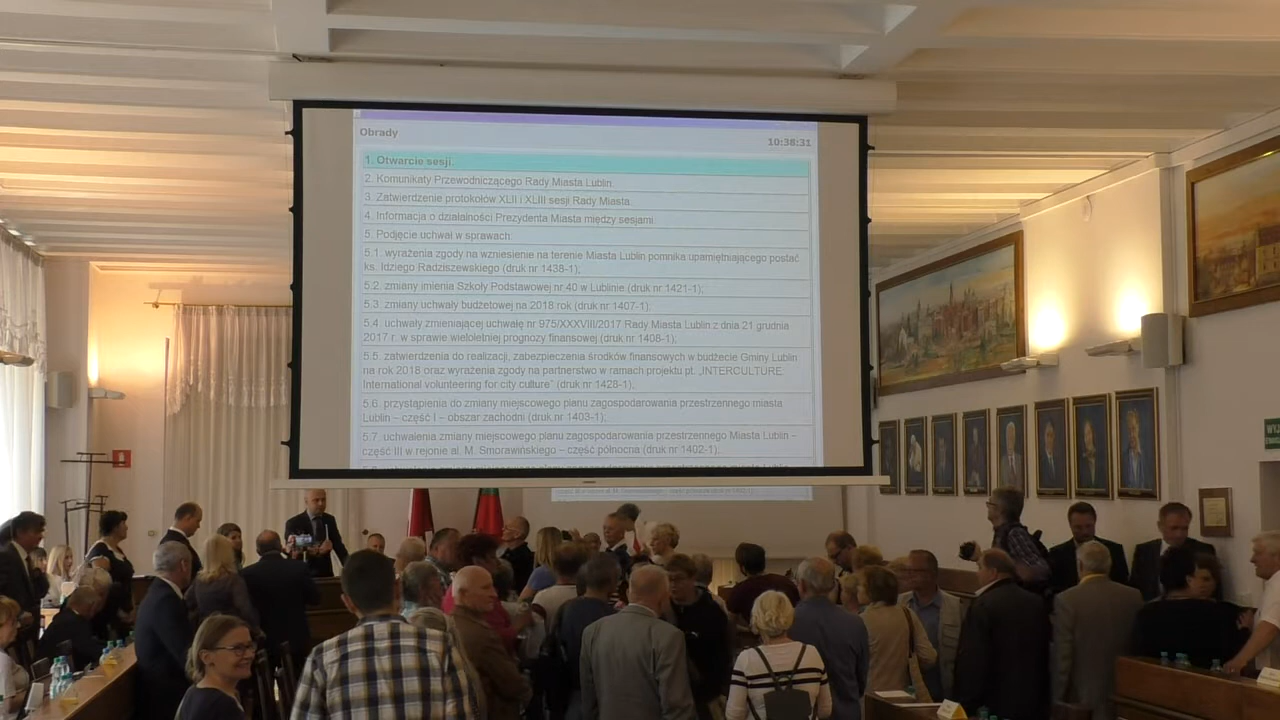 Obrady
10:38:31
1. Otwarcie sesji.
2. Komunikaty Przewodniczącego Rady Miasta Lublin.
3. Zatwierdzenie protokołów XLII i XLIII sesji Rady Miasta.
4. Informacja o działalności Prezydenta Miasta między sesjami.
5. Podjęcie uchwał w sprawach:
5.1. wyrażenia zgody na wzniesienie na terenie Miasta Lublin pomnika upamiętniającego postać
ks. Idziego Radziszewskiego (druk nr 1438-1);
5.2. zmiany imienia Szkoły Podstawowej nr 40 w Lublinie (druk nr 1421-1);
5.3. zmiany uchwały budżetowej na 2018 rok (druk nr 1407-1);
5.4. uchwały zmieniającej uchwałę nr 975/XXXVIII/2017 Rady Miasta Lublin z dnia 21 grudnia
2017 r. w sprawie wieloletniej prognozy finansowej (druk nr 1408-1);
5.5. zatwierdzenia do realizacji, zabezpieczenia środków finansowych w budżecie Gminy Lublin
na rok 2018 oraz wyrażenia zgody na partnerstwo w ramach projektu pt. „INTERCULTURE.
International volunteering for city culture” (druk nr 1428-1);
5.6. przystąpienia do zmiany miejscowego planu zagospodarowania przestrzennego miasta
Lublin – część I – obszar zachodni (druk nr 1403-1);
5.7. uchwalenia zmiany miejscowego planu zagospodarowania przestrzennego Miasta Lublin –
część III w rejonie al. M. Smorawińskiego – część północna (druk nr 1402-1);